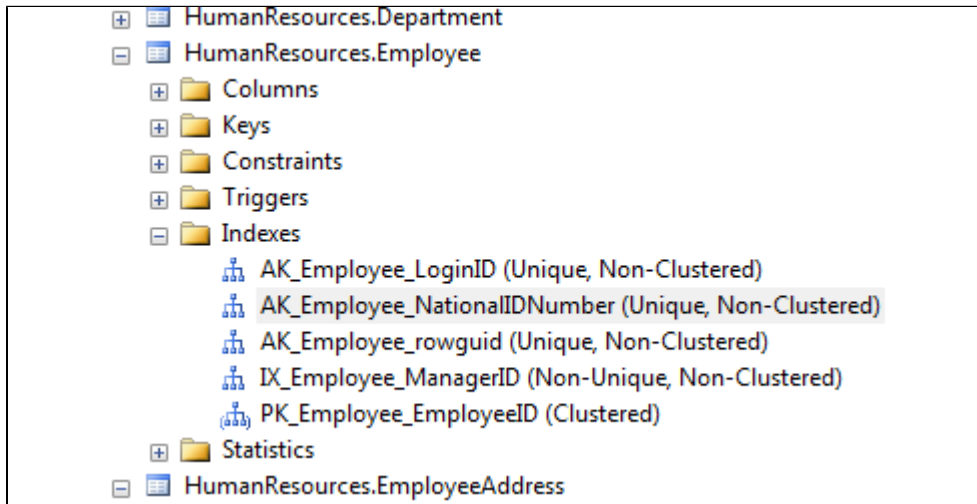 HumanResources.Department
HumanResources.Employee
Columns
Keys
Constraints
Triggers
Indexes
AK_Employee_LoginID (Unique, Non-Clustered)
AK_Employee_NationalIDNumber (Unique, Non-Clustered)
AK_Employee_rowguid (Unique, Non-Clustered)
IX_Employee_ManagerID (Non-Unique, Non-Clustered)
PK_Employee_EmployeeID (Clustered)
Statistics
HumanResources.EmployeeAddress